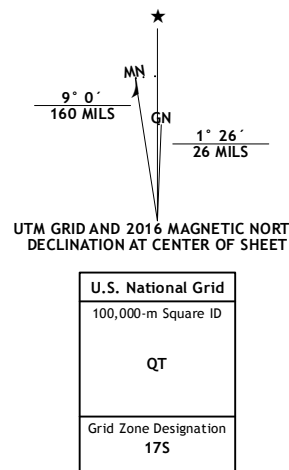 ★
MN
GN
9° 0´
160 MILS
1° 26´
26 MILS
UTM GRID AND 2016 MAGNETIC NORT
DECLINATION AT CENTER OF SHEET
U.S. National Grid
100,000-m Square ID
QT
Grid Zone Designation
17S